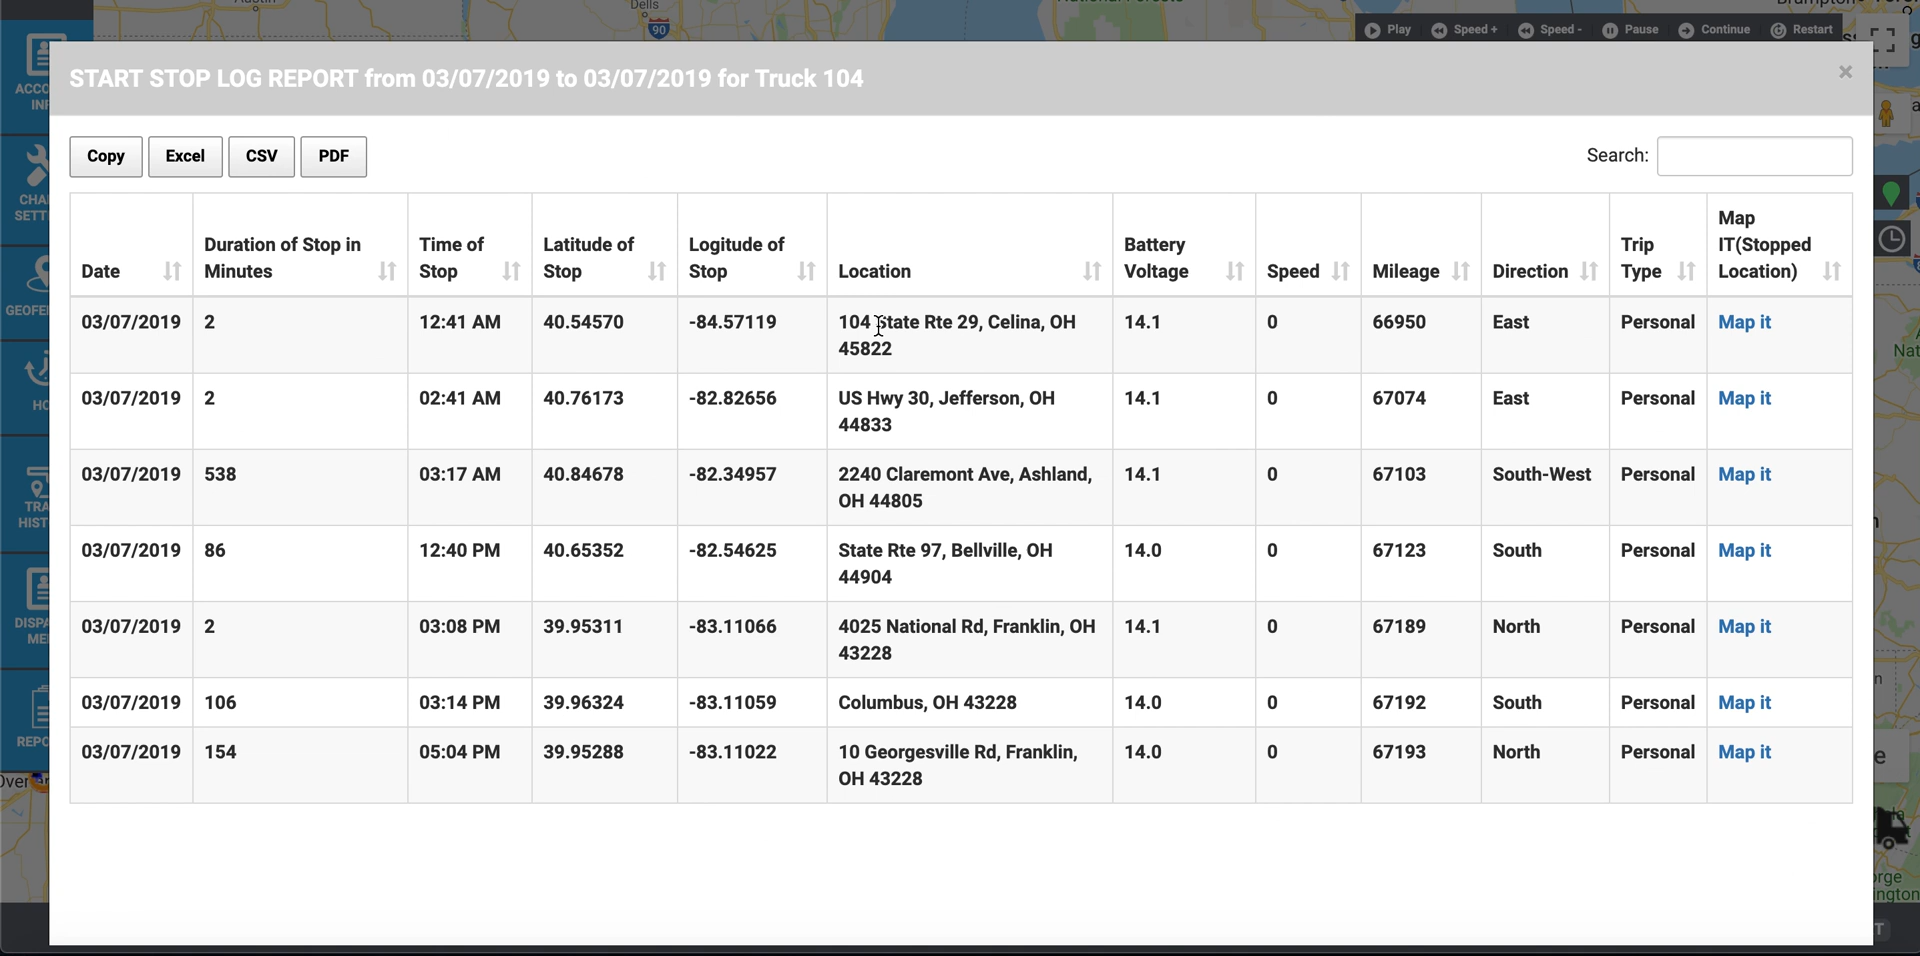 Austin
Dells
90
Play Speed + Speed - Pause Continue Restart
START STOP LOG REPORT from 03/07/2019 to 03/07/2019 for Truck 104
×
Copy Excel CSV PDF Search:
Date Duration of Stop in Minutes Time of Stop Latitude of Stop Logitude of Stop Location Battery Voltage Speed Mileage Direction Trip Type Map IT(Stopped Location)
03/07/2019 2 12:41 AM 40.54570 -84.57119 104 State Rte 29, Celina, OH 14.1 0 66950 East Personal Map it
45822
03/07/2019 2 02:41 AM 40.76173 -82.82656 US Hwy 30, Jefferson, OH 14.1 0 67074 East Personal Map it
44833
03/07/2019 538 03:17 AM 40.84678 -82.34957 2240 Claremont Ave, Ashland, 14.1 0 67103 South-West Personal Map it
OH 44805
03/07/2019 86 12:40 PM 40.65352 -82.54625 State Rte 97, Bellville, OH 14.0 0 67123 South Personal Map it
44904
03/07/2019 2 03:08 PM 39.95311 -83.11066 4025 National Rd, Franklin, OH 14.1 0 67189 North Personal Map it
43228
03/07/2019 106 03:14 PM 39.96324 -83.11059 Columbus, OH 43228 14.0 0 67192 South Personal Map it
03/07/2019 154 05:04 PM 39.95288 -83.11022 10 Georgesville Rd, Franklin, 14.0 0 67193 North Personal Map it
OH 43228